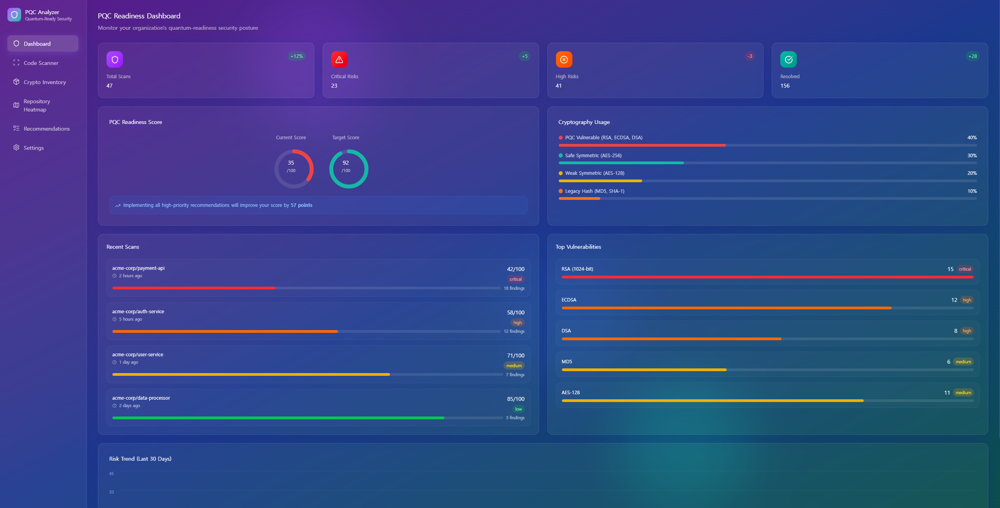 PQC Analyzer
Quantum-Ready Security
Dashboard
Code Scanner
Crypto Inventory
Repository
Heatmap
Recommendations
Settings
PQC Readiness Dashboard
Monitor your organization's quantum-readiness security posture
+12%
Total Scans
47
+5
Critical Risks
23
-3
High Risks
41
+28
Resolved
156
PQC Readiness Score
Current Score
35
/100
Target Score
92
/100
Implementing all high-priority recommendations will improve your score by 57 points
Cryptography Usage
PQC Vulnerable (RSA, ECDSA, DSA) 40%
Safe Symmetric (AES-256) 30%
Weak Symmetric (AES-128) 20%
Legacy Hash (MD5, SHA-1) 10%
Recent Scans
acme-corp/payment-api 42/100
2 hours ago critical
18 findings
acme-corp/auth-service 58/100
5 hours ago high
12 findings
acme-corp/user-service 71/100
1 day ago medium
7 findings
acme-corp/data-processor 85/100
2 days ago low
3 findings
Top Vulnerabilities
RSA (1024-bit) 15 critical
ECDSA 12 high
DSA 8 high
MD5 6 medium
AES-128 11 medium
Risk Trend (Last 30 Days)
45
33